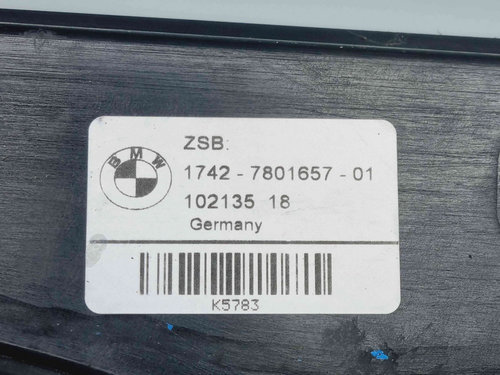 BMW
ZSB:
1742 - 7801657 - 01
102135 18
Germany
K5783